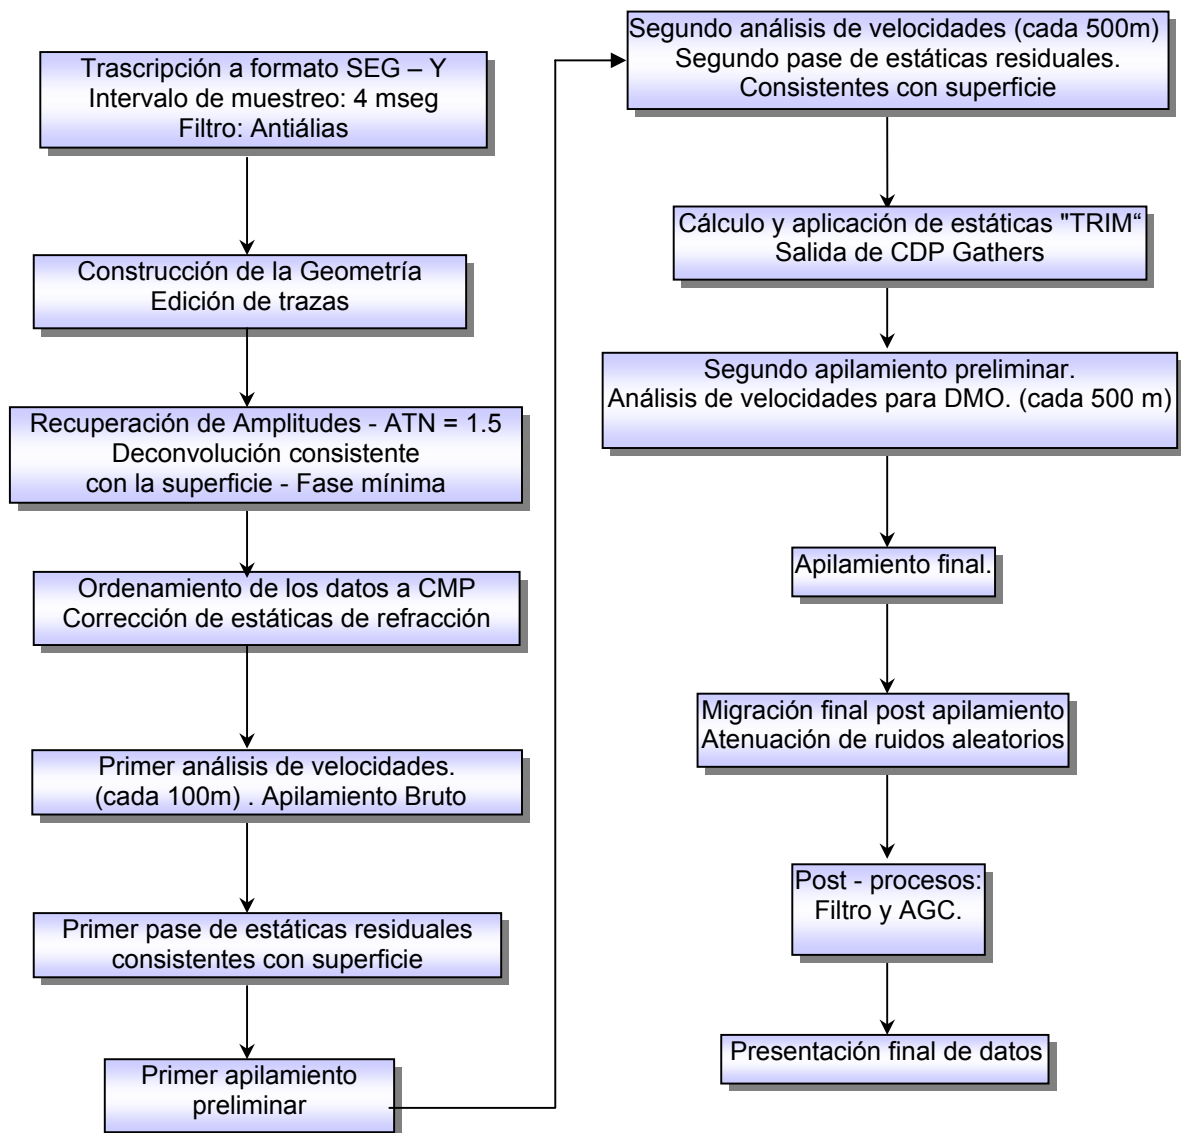 Trascripción a formato SEG – Y
Intervalo de muestreo: 4 mseg
Filtro: Antiálias
Construcción de la Geometría
Edición de trazas
Recuperación de Amplitudes - ATN = 1.5
Deconvolución consistente
con la superficie - Fase mínima
Ordenamiento de los datos a CMP
Corrección de estáticas de refracción
Primer análisis de velocidades.
(cada 100m) . Apilamiento Bruto
Primer pase de estáticas residuales
consistentes con superficie
Primer apilamiento
preliminar
Segundo análisis de velocidades (cada 500m)
Segundo pase de estáticas residuales.
Consistentes con superficie
Cálculo y aplicación de estáticas "TRIM“
Salida de CDP Gathers
Segundo apilamiento preliminar.
Análisis de velocidades para DMO. (cada 500 m)
Apilamiento final.
Migración final post apilamiento
Atenuación de ruidos aleatorios
Post - procesos:
Filtro y AGC.
Presentación final de datos